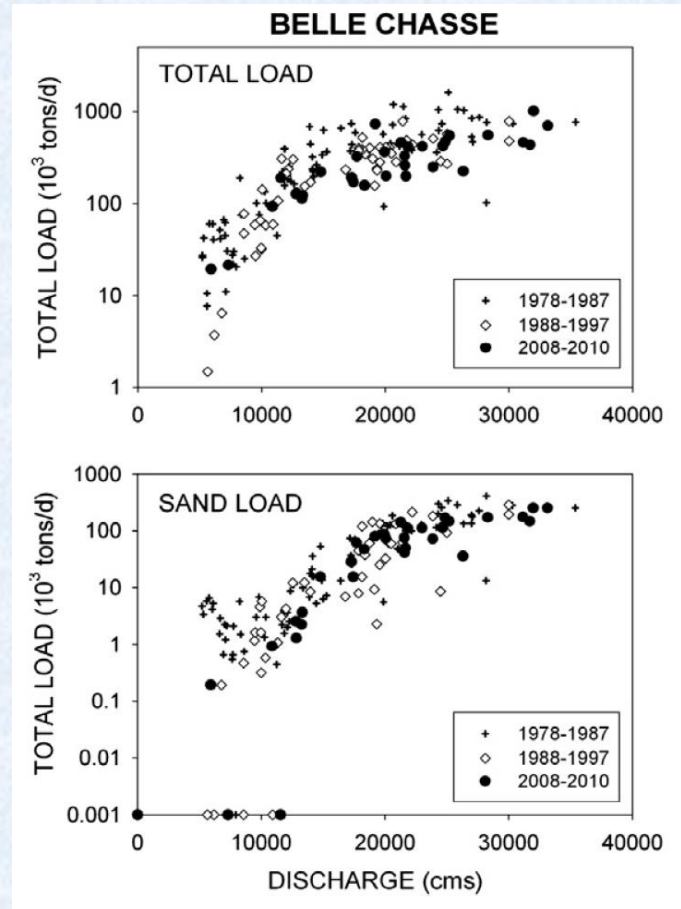 BELLE CHASSE
TOTAL LOAD
TOTAL LOAD (10³ tons/d)
1000
100
10
1
1978-1987
1988-1997
2008-2010
0 10000 20000 30000 40000
SAND LOAD
TOTAL LOAD (10³ tons/d)
1000
100
10
1
0.1
0.01
0.001
1978-1987
1988-1997
2008-2010
0 10000 20000 30000 40000
DISCHARGE (cms)